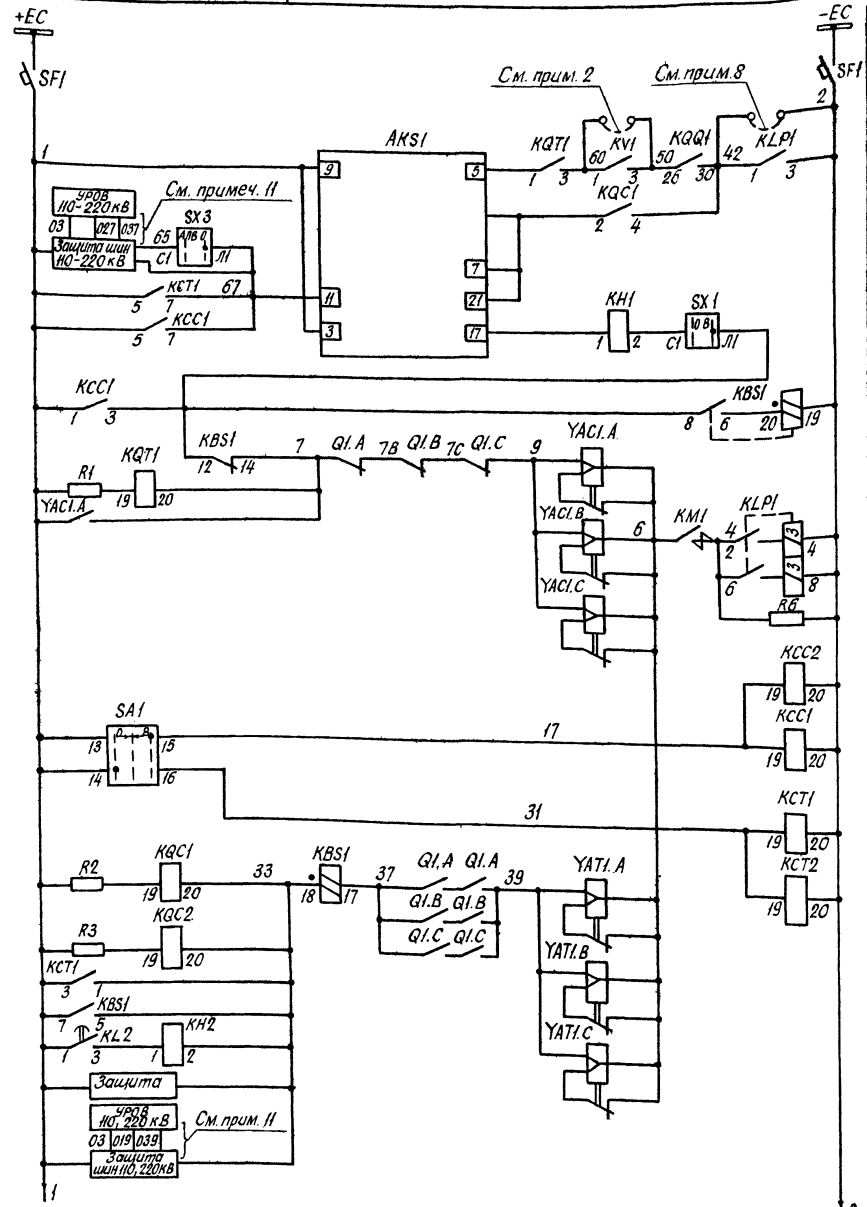 +EC
-EC
SF1
SF1
См. прим. 2
См. прим. 8
2
AKS1
KQT1
KV1
KQQ1
KLP1
1
9
5
1 3
60
1 3
50
26 30
42
1 3
УРОВ
110-220 кВ
См. примеч. 11
03 027 037
SX3
65
АПВ 0
KQC1
2 4
Защита шин
110-220 кВ
С1
Л1
KCT1
67
5 7
11
7
21
KCC1
5 7
3
17
KH1
1 2
SX1
0 В
С1
Л1
KCC1
1 3
KBS1
8 6
20
19
KBS1
12 14
7
Q1.A
7B
Q1.B
7C
Q1.C
9
YAC1.A
R1
KQT1
19 20
YAC1.A
YAC1.B
6
KM1
KLP1
4
2
3
4
6
3
8
YAC1.C
R6
KCC2
19 20
SA1
0 В
13 15
17
KCC1
19 20
14 16
31
KCT1
19 20
R2
KQC1
19 20
33
KBS1
18 17
37
Q1.A Q1.A
39
YAT1.A
KCT2
19 20
Q1.B Q1.B
R3
KQC2
19 20
Q1.C Q1.C
YAT1.B
KCT1
3 1
KBS1
7 5
KL2
1 3
KH2
1 2
YAT1.C
Защита
УРОВ
110, 220 кВ
См. прим. 11
03 019 039
Защита
шин 110, 220кВ
1